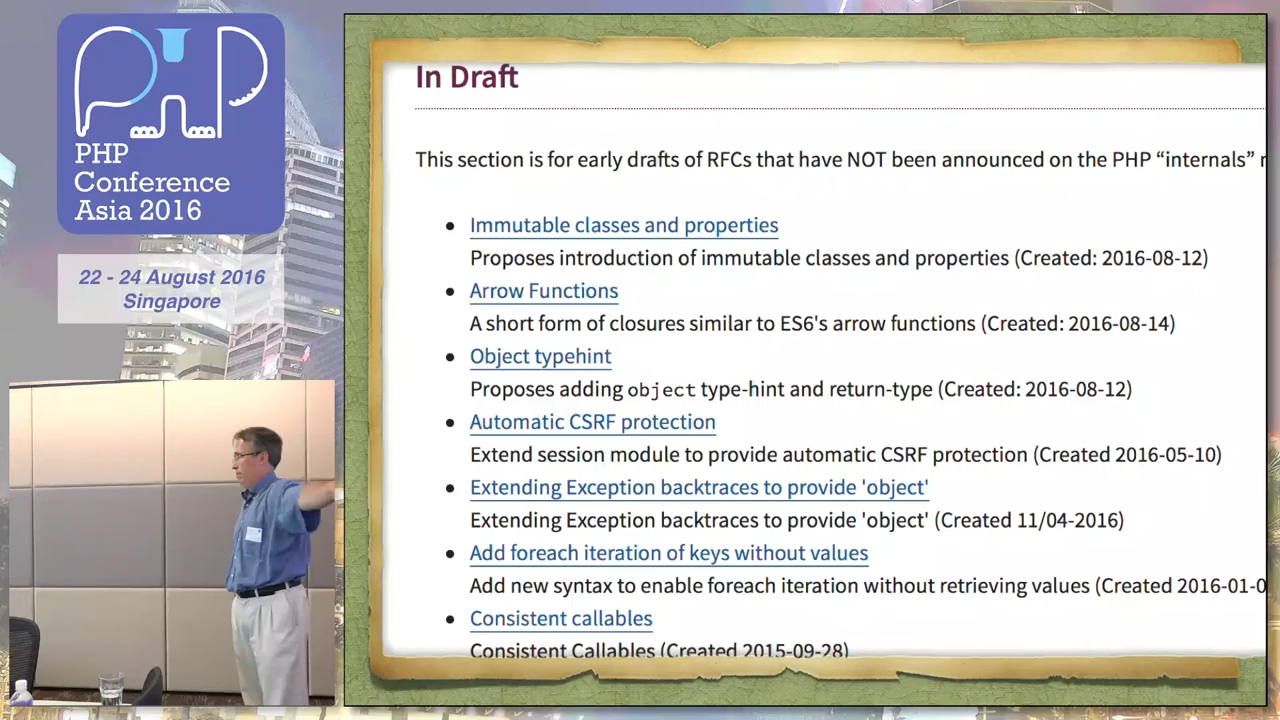 PHP
Conference
Asia 2016
22 - 24 August 2016
Singapore
In Draft
This section is for early drafts of RFCs that have NOT been announced on the PHP “internals”
Immutable classes and properties
Proposes introduction of immutable classes and properties (Created: 2016-08-12)
Arrow Functions
A short form of closures similar to ES6's arrow functions (Created: 2016-08-14)
Object typehint
Proposes adding object type-hint and return-type (Created: 2016-08-12)
Automatic CSRF protection
Extend session module to provide automatic CSRF protection (Created 2016-05-10)
Extending Exception backtraces to provide 'object'
Extending Exception backtraces to provide 'object' (Created 11/04-2016)
Add foreach iteration of keys without values
Add new syntax to enable foreach iteration without retrieving values (Created 2016-01-0
Consistent callables
Consistent Callables (Created 2015-09-28)